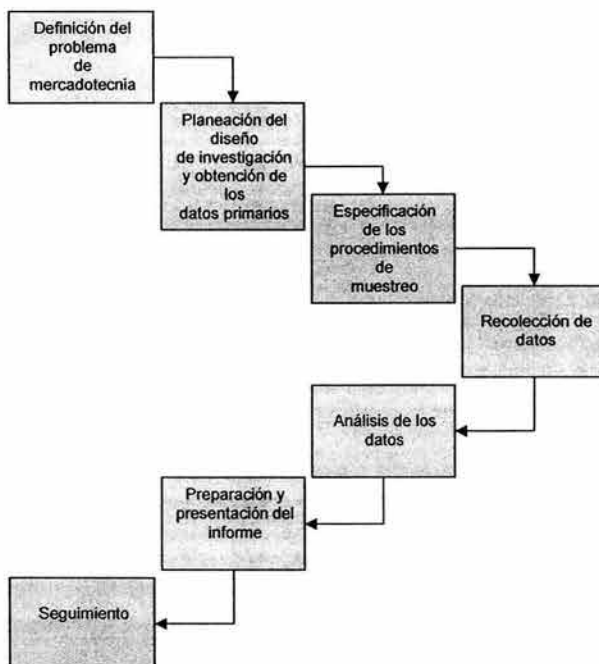 Definición del
problema
de
mercadotecnia
Planeación del
diseño
de investigación
y obtención de
los
datos primarios
Especificación
de los
procedimientos
de
muestreo
Recolección de
datos
Análisis de los
datos
Preparación y
presentación del
informe
Seguimiento